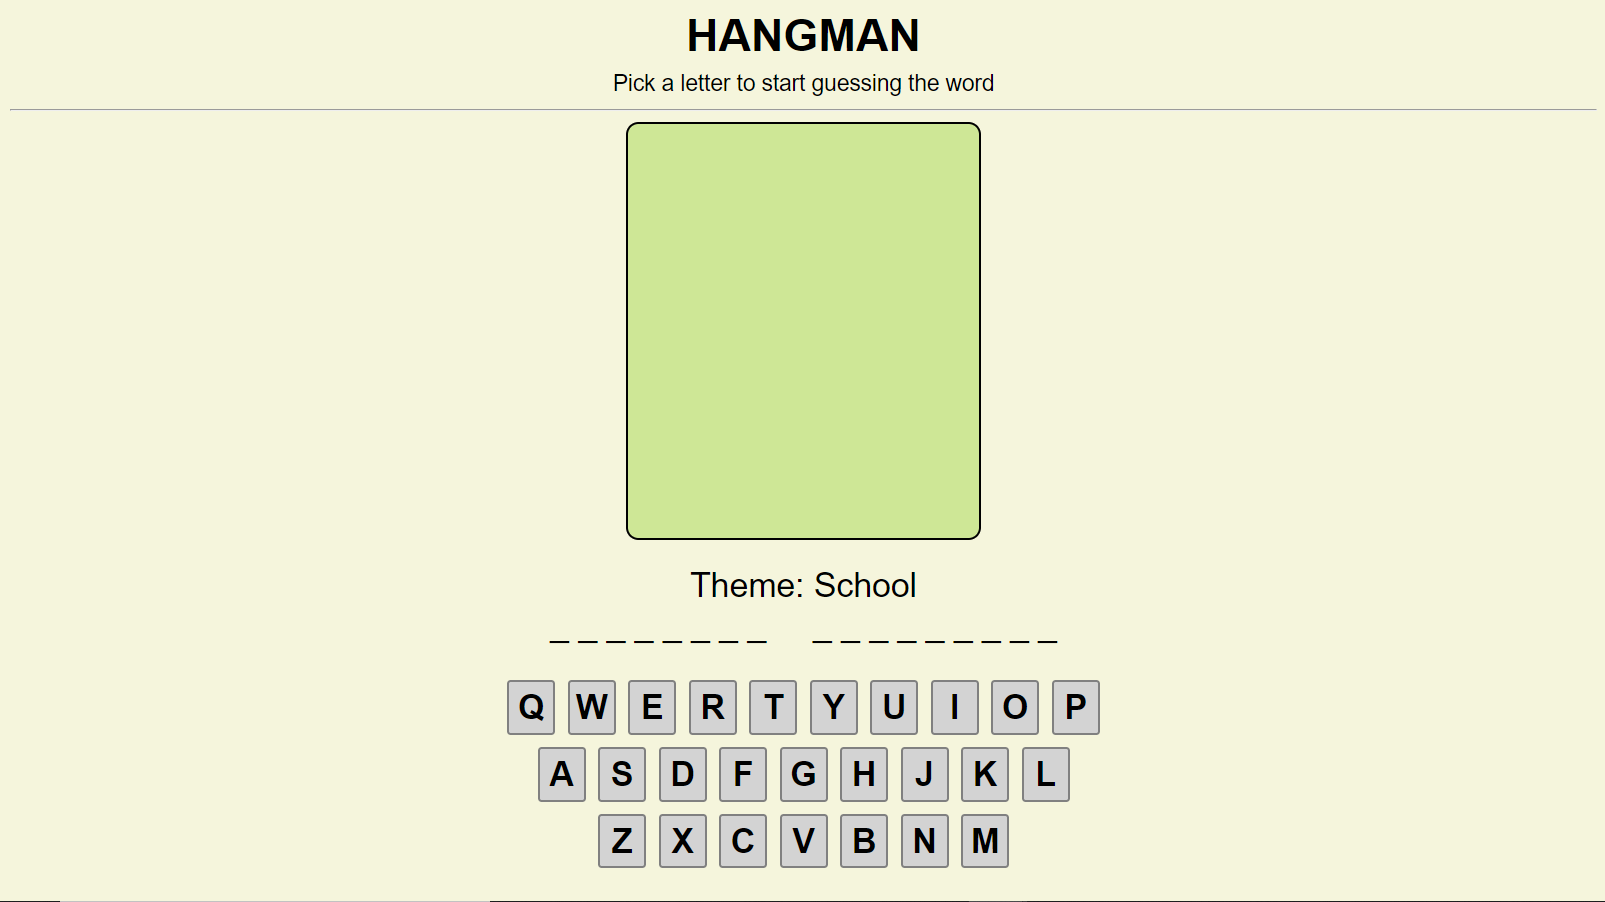 HANGMAN
Pick a letter to start guessing the word
Theme: School
_ _ _ _ _ _ _ _   _ _ _ _ _ _ _ _ _
Q W E R T Y U I O P
A S D F G H J K L
Z X C V B N M